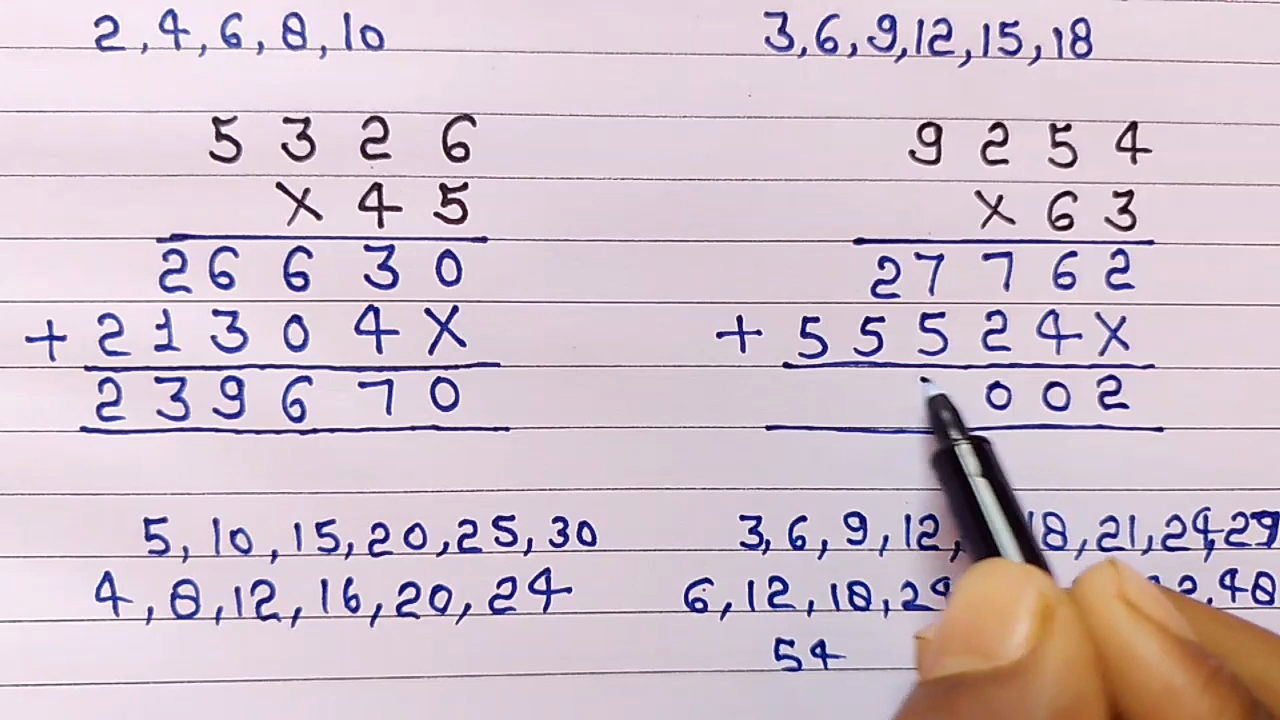 2, 4, 6, 8, 10
3, 6, 9, 12, 15, 18
5 3 2 6
X 4 5
2 6 6 3 0
+ 2 1 3 0 4 X
2 3 9 6 7 0
9 2 5 4
X 6 3
2 7 7 6 2
+ 5 5 5 2 4 X
0 0 2
5, 10, 15, 20, 25, 30
4, 8, 12, 16, 20, 24
3, 6, 9, 12, 18, 21, 24, 27
6, 12, 18, 48
54